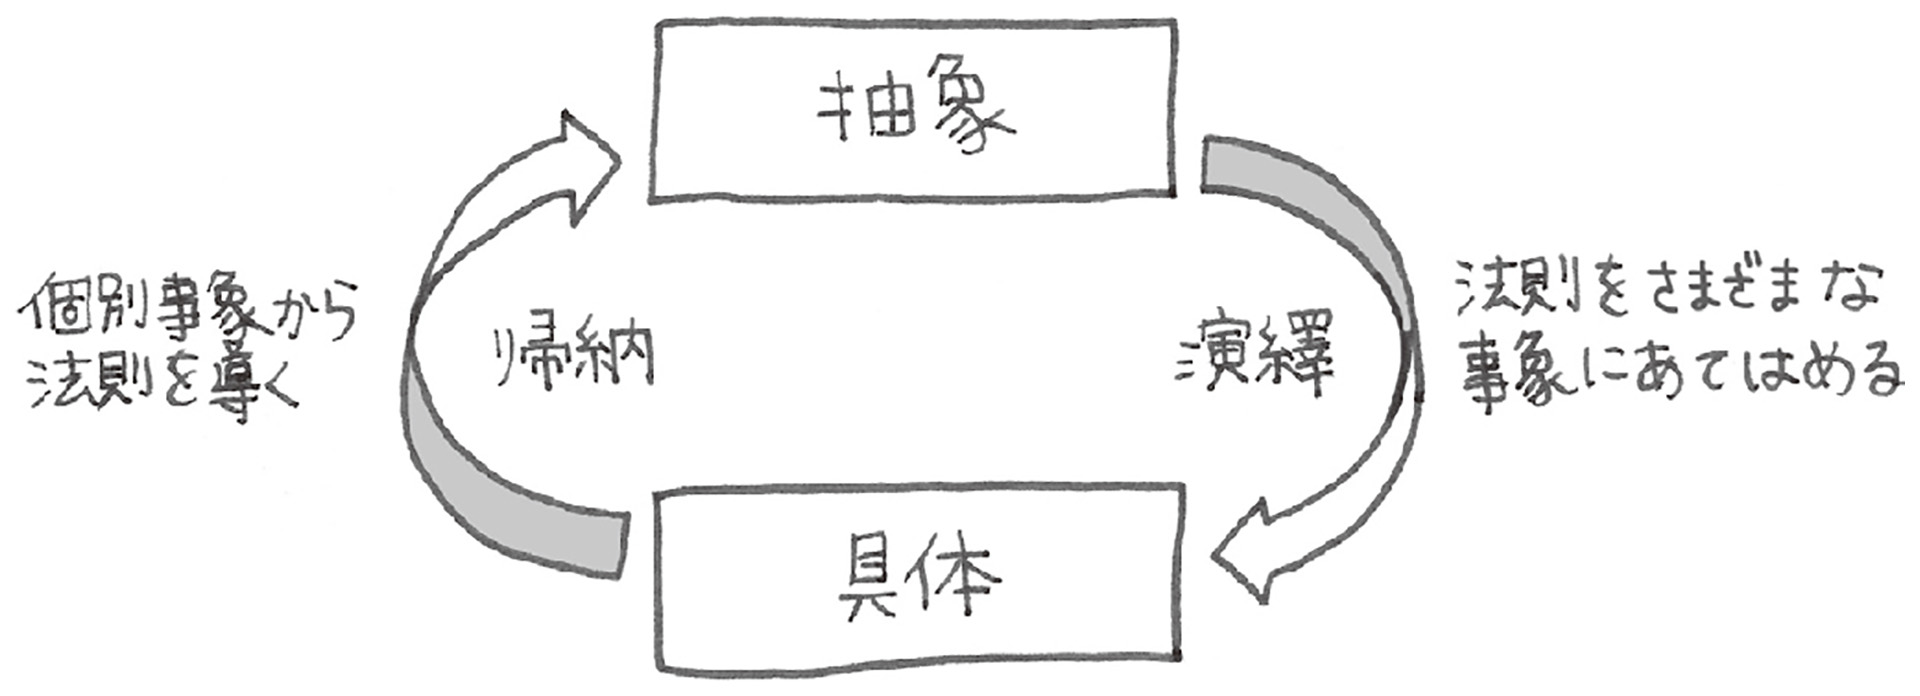 抽象
個別事象から
法則を導く
帰納
演繹
法則をさまざまな
事象にあてはめる
具体